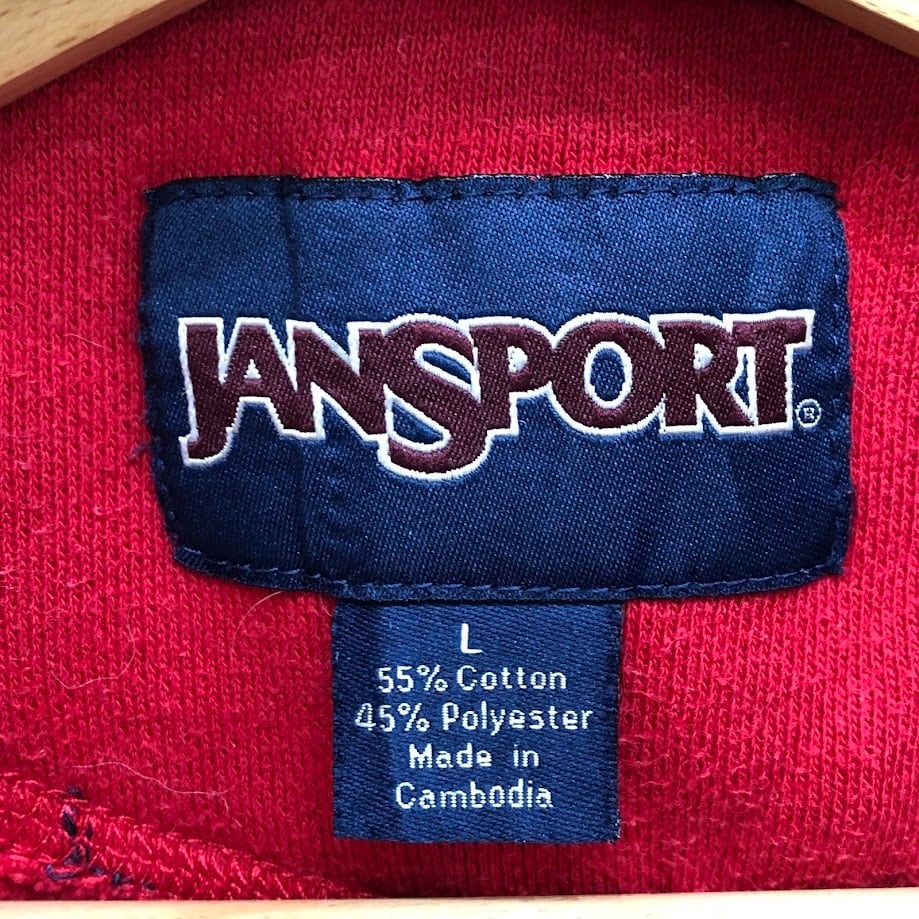 JANSPORT®
L
55% Cotton
45% Polyester
Made in
Cambodia